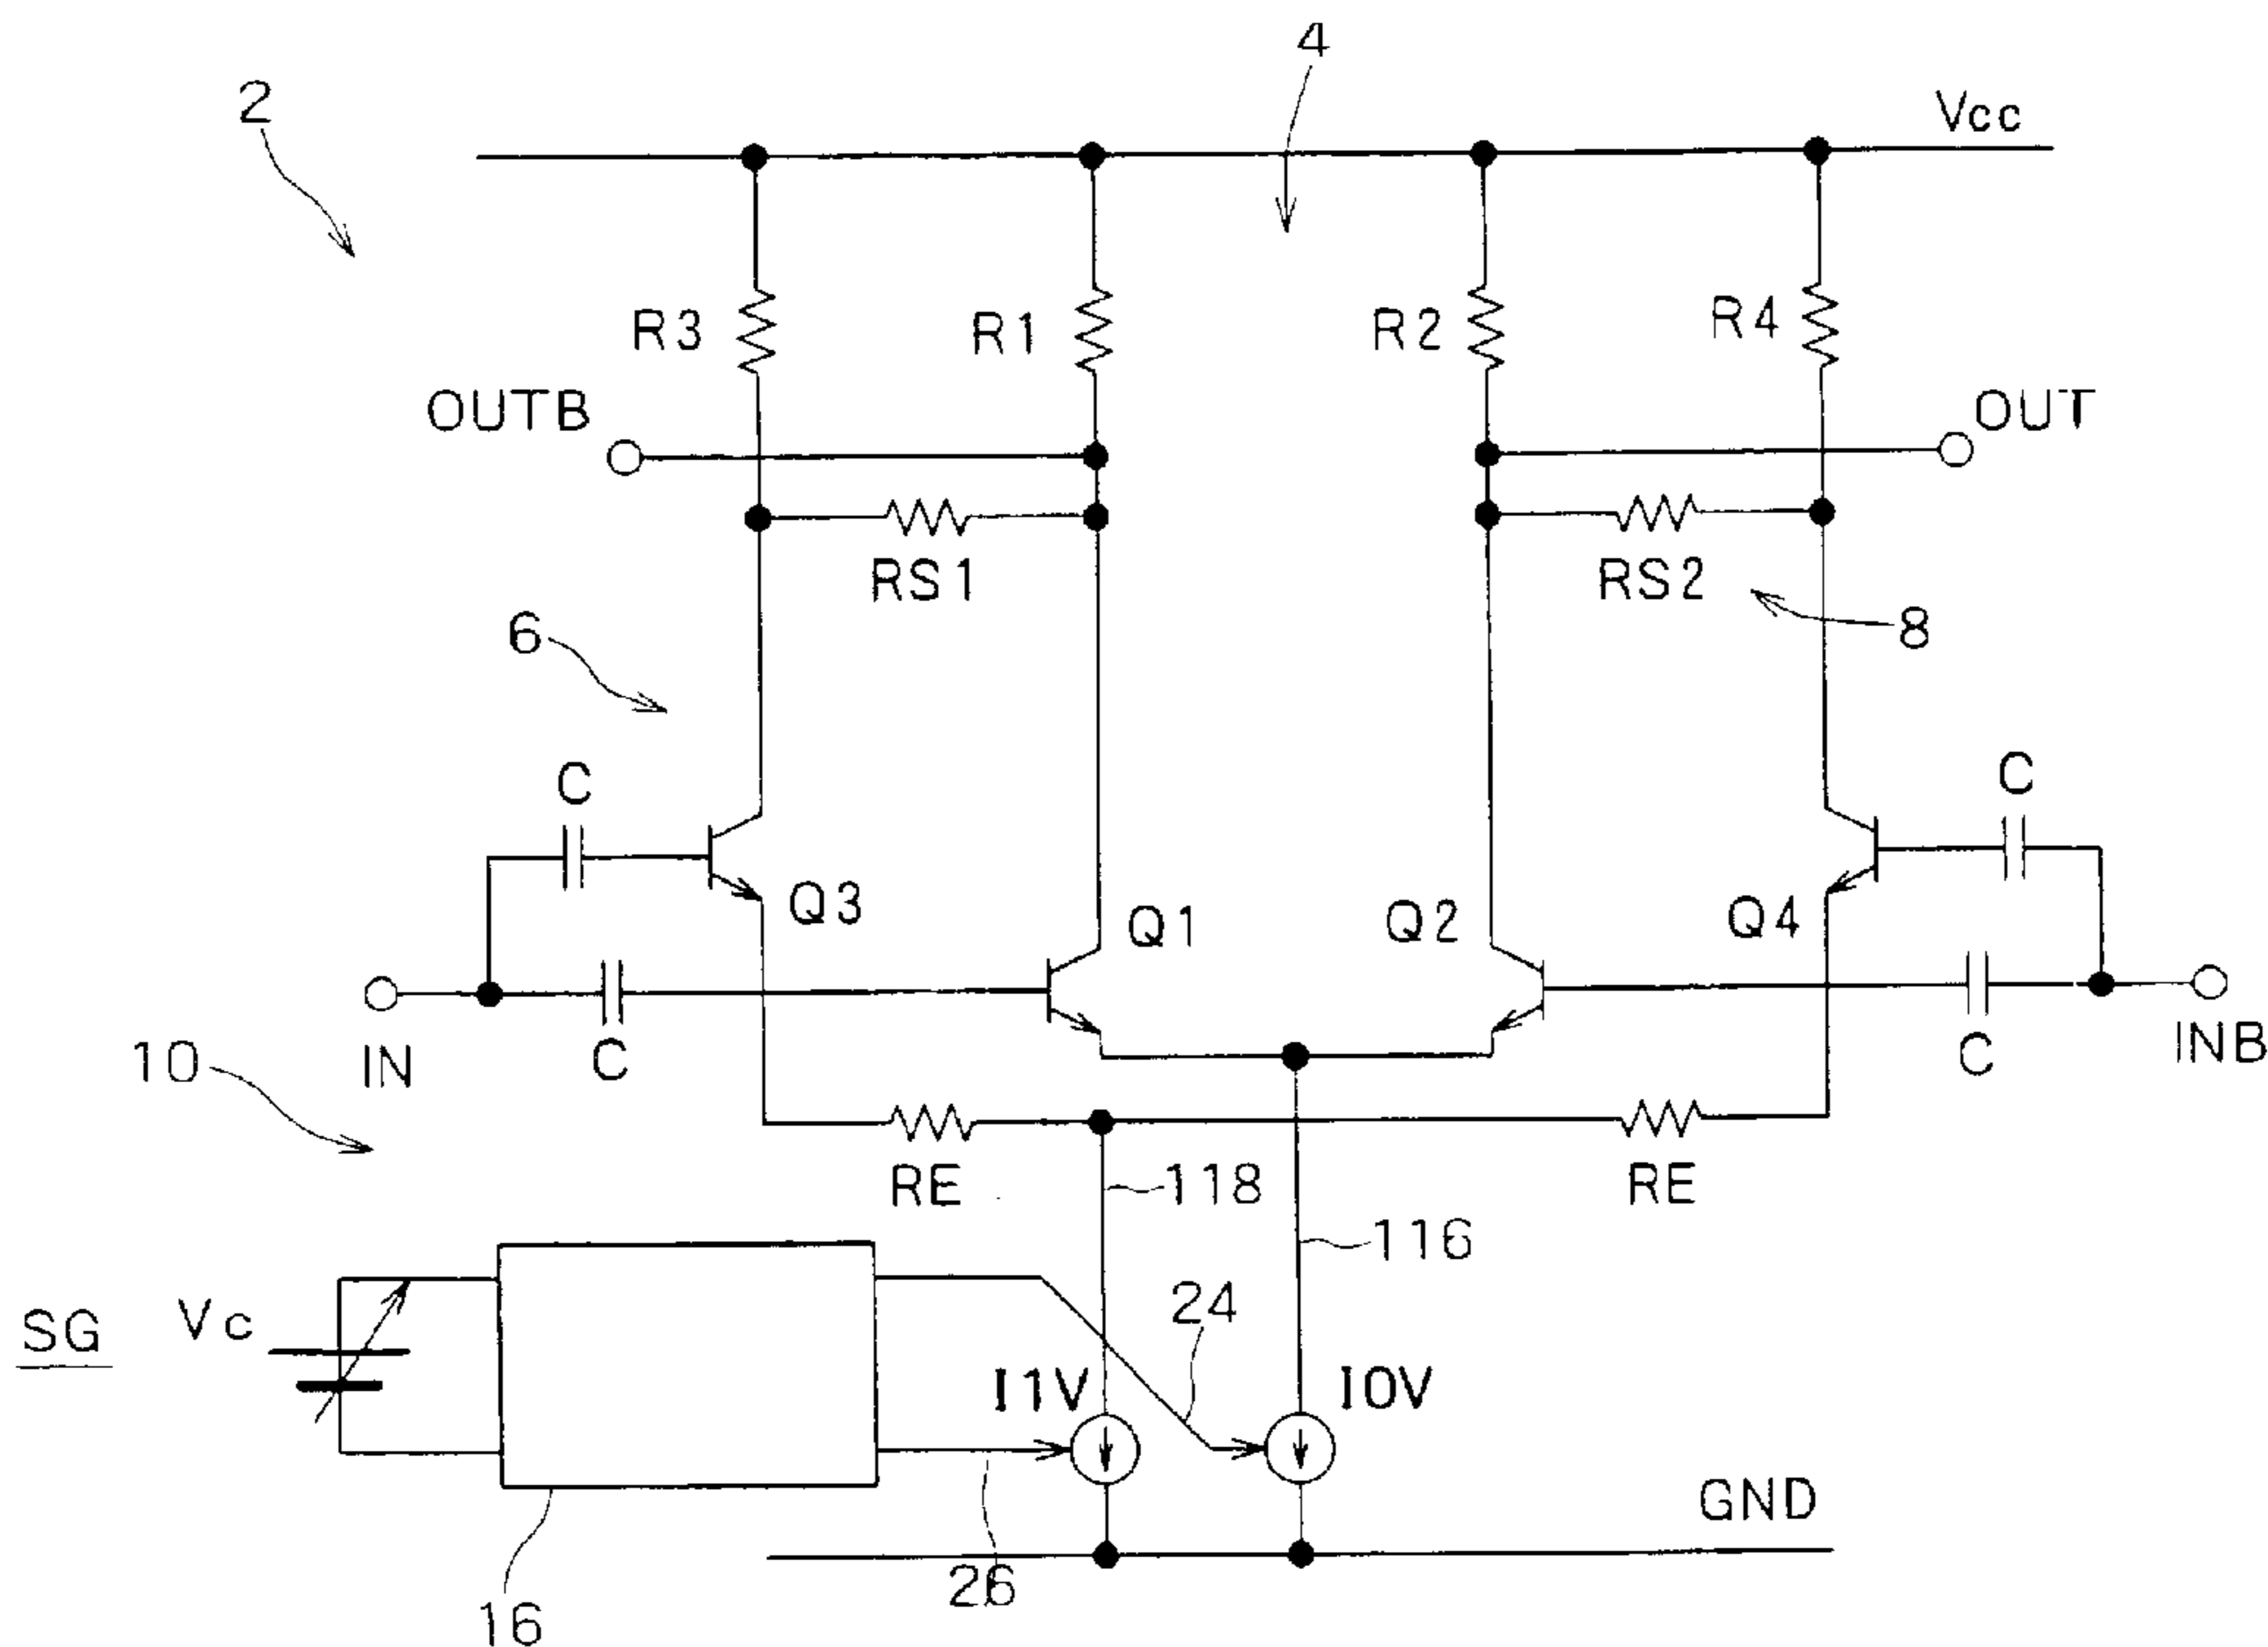 4
2
Vcc
R3
R1
R2
R4
OUTB
OUT
RS1
RS2
6
8
C
C
Q3
Q1
Q2
Q4
IN
C
C
INB
10
RE
118
RE
116
24
SG
Vc
I1V
I0V
GND
26
16